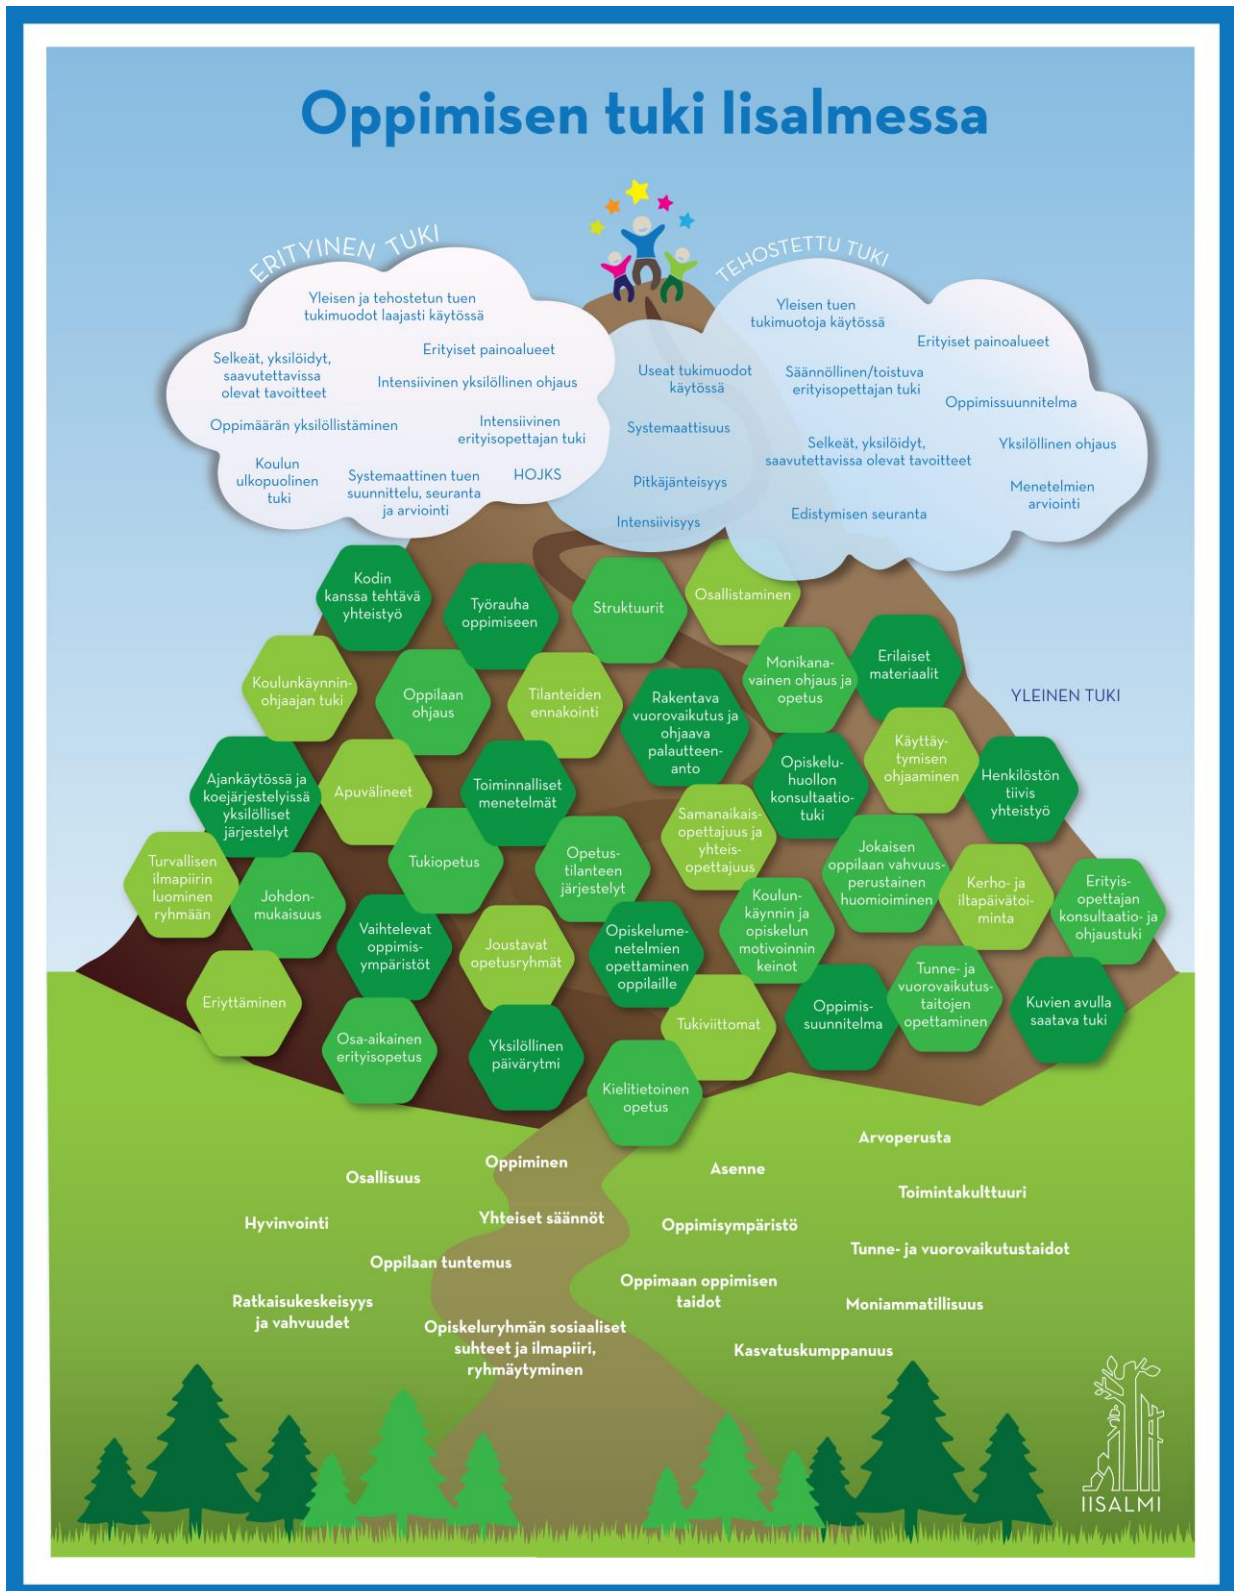 Oppimisen tuki Iisalmessa
ERITYINEN TUKI
Yleisen ja tehostetun tuen
tukimuodot laajasti käytössä
Erityiset painoalueet
Selkeät, yksilöidyt,
saavutettavissa
olevat tavoitteet
Intensiivinen yksilöllinen ohjaus
Oppimäärän yksilöllistäminen
Intensiivinen
erityisopettajan tuki
Koulun
ulkopuolinen
tuki
Systemaattinen tuen
suunnittelu, seuranta
ja arviointi
HOJKS
Useat tukimuodot
käytössä
Systemaattisuus
Pitkäjänteisyys
Intensiivisyys
TEHOSTETTU TUKI
Yleisen tuen
tukimuotoja käytössä
Erityiset painoalueet
Säännöllinen/toistuva
erityisopettajan tuki
Oppimissuunnitelma
Selkeät, yksilöidyt,
saavutettavissa olevat tavoitteet
Yksilöllinen ohjaus
Menetelmien
arviointi
Edistymisen seuranta
YLEINEN TUKI
Kodin
kanssa tehtävä
yhteistyö
Työrauha
oppimiseen
Struktuurit
Osallistaminen
Koulunkäynnin-
ohjaajan tuki
Oppilaan
ohjaus
Tilanteiden
ennakointi
Rakentava
vuorovaikutus ja
ohjaava
palautteen-
anto
Monikana-
vainen ohjaus ja
opetus
Erilaiset
materiaalit
Ajankäytössä ja
koejärjestelyissä
yksilölliset
järjestelyt
Apuvälineet
Toiminnalliset
menetelmät
Opiskelu-
huollon
konsultaatio-
tuki
Käyttäy-
tymisen
ohjaaminen
Henkilöstön
tiivis
yhteistyö
Turvallisen
ilmapiirin
luominen
ryhmään
Johdon-
mukaisuus
Tukiopetus
Opetus-
tilanteen
järjestelyt
Samanaikais-
opettajuus ja
yhteis-
opettajuus
Jokaisen
oppilaan vahvuus-
perustainen
huomioiminen
Kerho- ja
iltapäivätoi-
minta
Erityis-
opettajan
konsultaatio- ja
ohjaustuki
Vaihtelevat
oppimis-
ympäristöt
Joustavat
opetusryhmät
Opiskelume-
netelmien
opettaminen
oppilaille
Koulun-
käynnin ja
opiskelun
motivoinnin
keinot
Eriyttäminen
Osa-aikainen
erityisopetus
Yksilöllinen
päivärytmi
Tukiviittomat
Oppimis-
suunnitelma
Tunne- ja
vuorovaikutus-
taitojen
opettaminen
Kuvien avulla
saatava tuki
Kielitietoinen
opetus
Arvoperusta
Oppiminen
Osallisuus
Asenne
Toimintakulttuuri
Hyvinvointi
Yhteiset säännöt
Oppimisympäristö
Tunne- ja vuorovaikutustaidot
Oppilaan tuntemus
Oppimaan oppimisen
taidot
Ratkaisukeskeisyys
ja vahvuudet
Moniammatillisuus
Opiskeluryhmän sosiaaliset
suhteet ja ilmapiiri,
ryhmäytyminen
Kasvatuskumppanuus
IISALMI